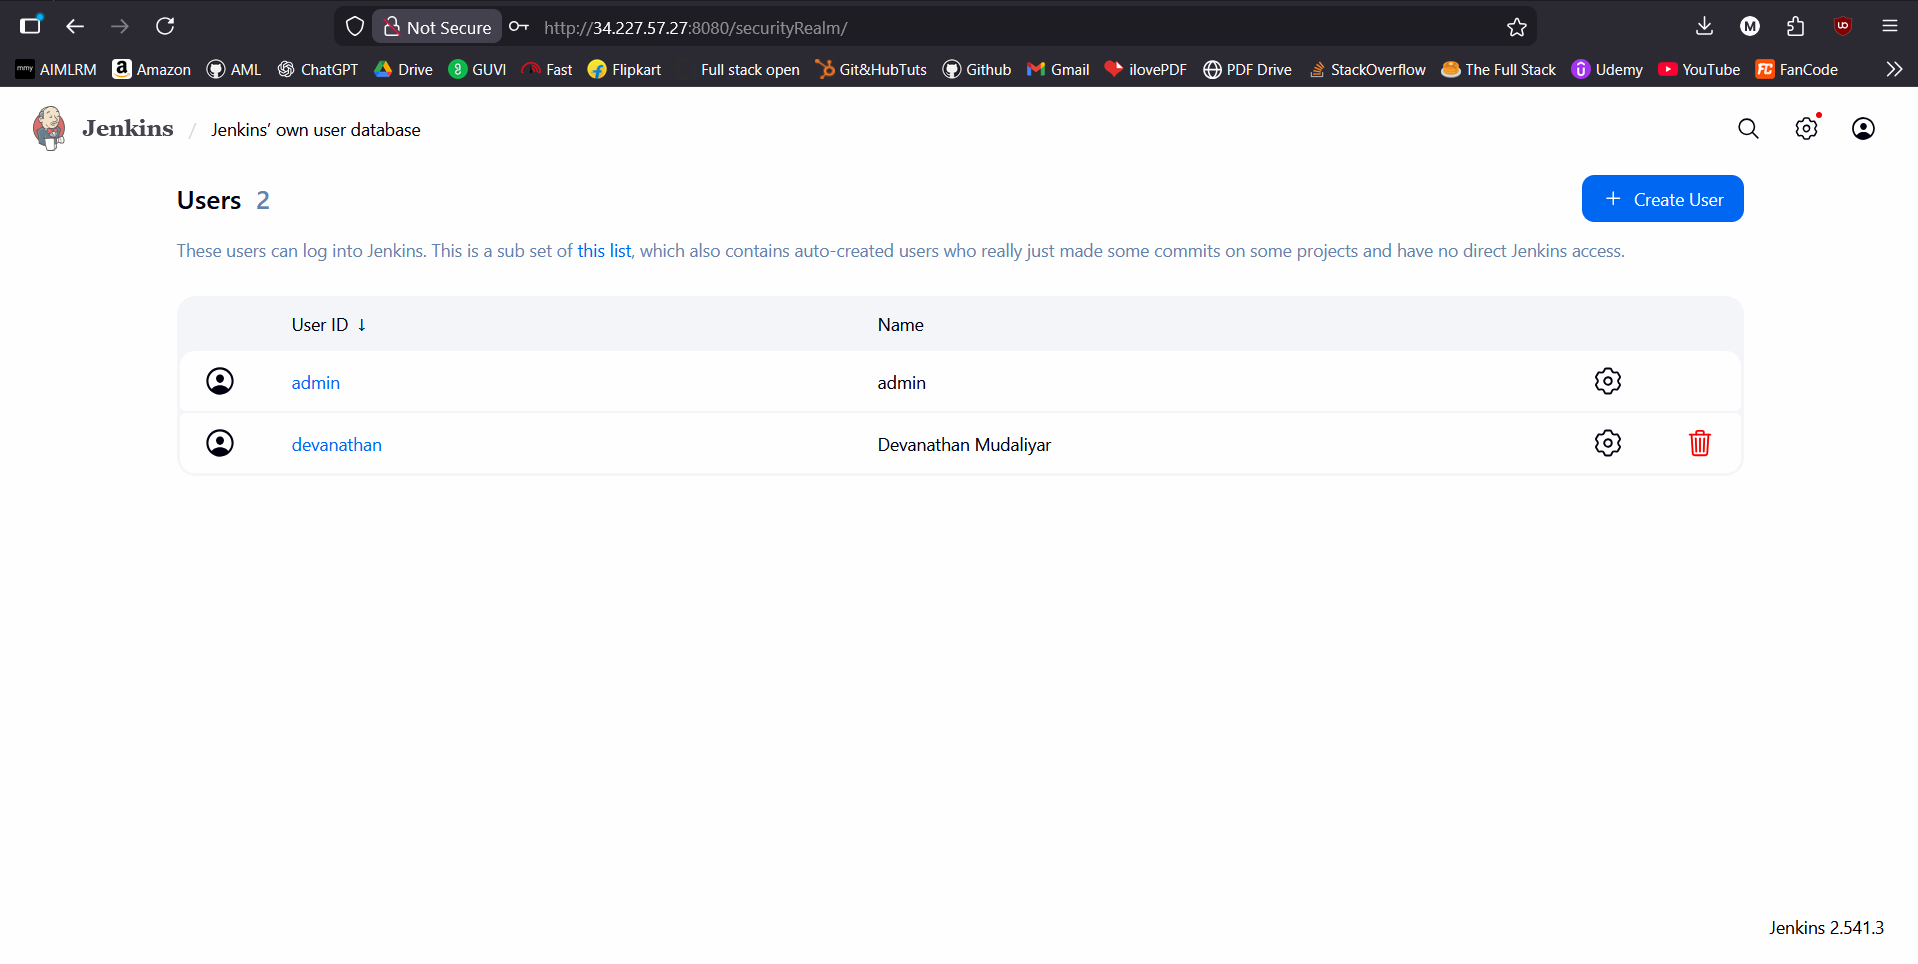 Not Secure http://34.227.57.27:8080/securityRealm/ M
mmy AIMLRM a Amazon AML ChatGPT Drive 8 GUVI Fast Flipkart Full stack open Git&HubTuts Github Gmail ilovePDF PDF Drive StackOverflow The Full Stack Udemy YouTube FC FanCode
Jenkins / Jenkins’ own user database
Users 2
+ Create User
These users can log into Jenkins. This is a sub set of this list, which also contains auto-created users who really just made some commits on some projects and have no direct Jenkins access.
User ID ↓ Name
admin admin
devanathan Devanathan Mudaliyar
Jenkins 2.541.3